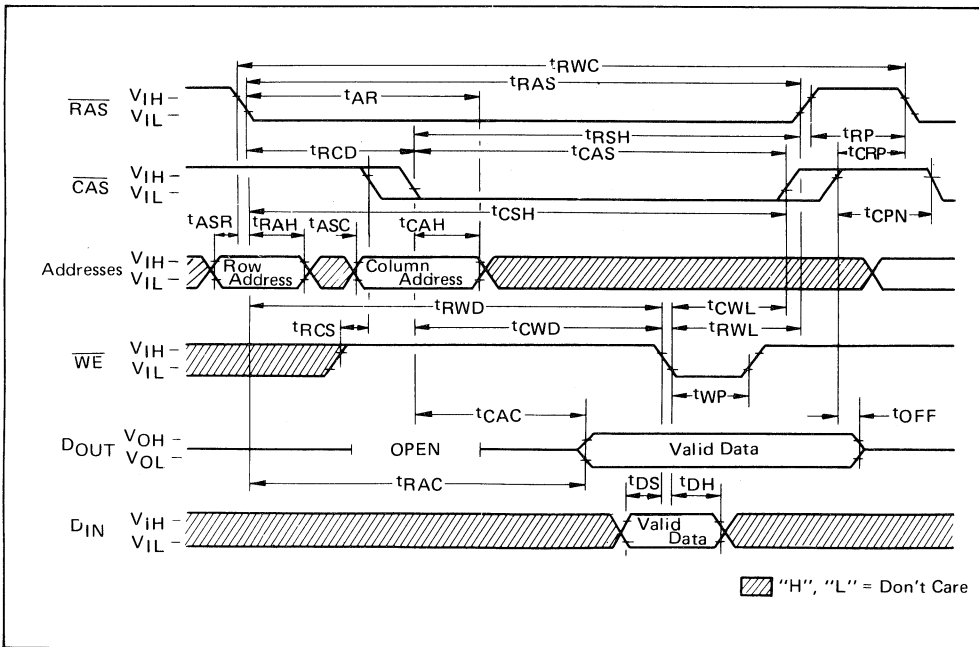 tRWC
tRAS
tAR
RAS VIH
VIL
tRSH tRP
tRCD tCAS tCRP
CAS VIH
VIL
tCSH tCPN
tASR tRAH tASC tCAH
Addresses VIH
VIL
Row Address
Column Address
tRWD tCWL
tRCS tCWD tRWL
WE VIH
VIL
tWP
tCAC tOFF
DOUT VOH
VOL
OPEN Valid Data
tRAC tDS tDH
DIN VIH
VIL
Valid Data
"H", "L" = Don't Care